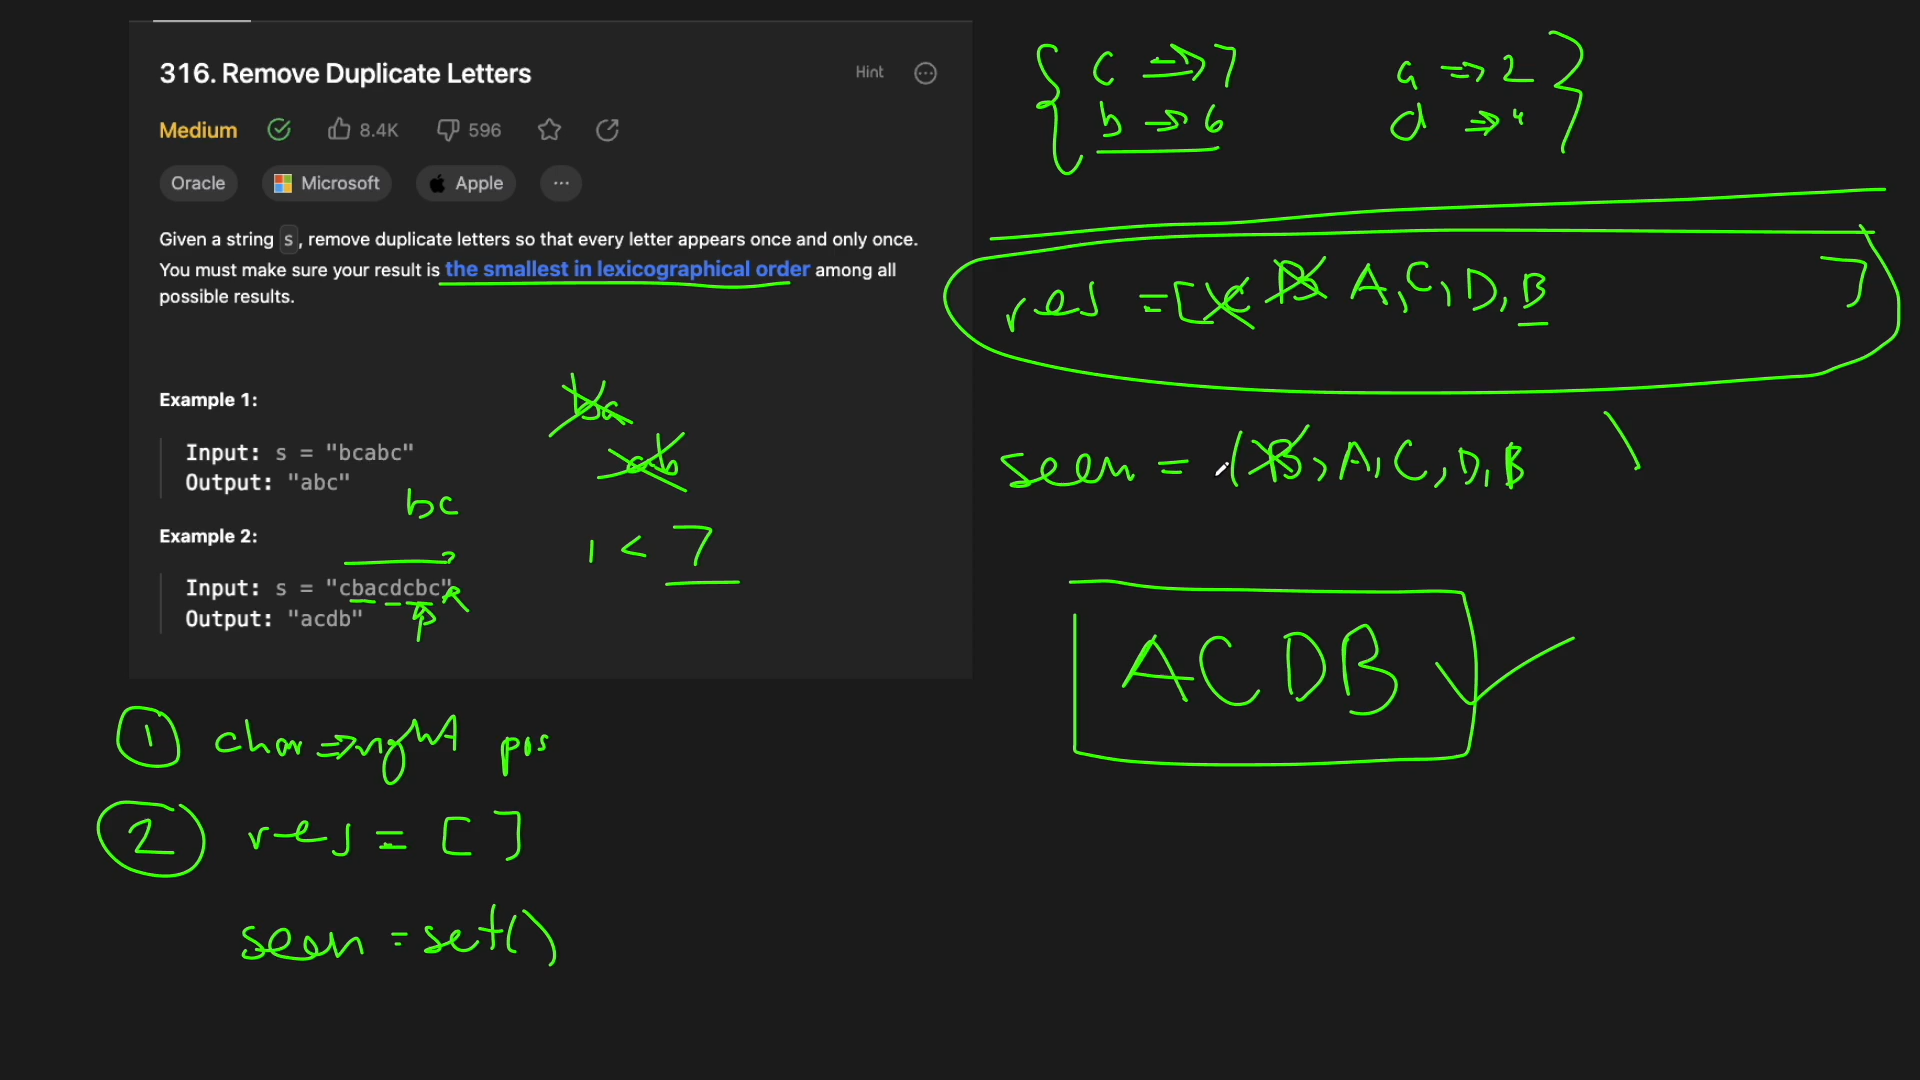 316. Remove Duplicate Letters
Hint
Medium 8.4K 596
Oracle Microsoft Apple ...
Given a string s, remove duplicate letters so that every letter appears once and only once.
You must make sure your result is the smallest in lexicographical order among all
possible results.
Example 1:
Input: s = "bcabc"
Output: "abc"
bc
Example 2:
Input: s = "cbacdcbc"
Output: "acdb"
ab
1 < 7
① char => right pos
② res = [ ]
seen = set()
{ c => 7 a => 2 }
b => 6 d => 4
res = [C B A, C, D, B ]
seen = (B, A, C, D, B )
ACDB